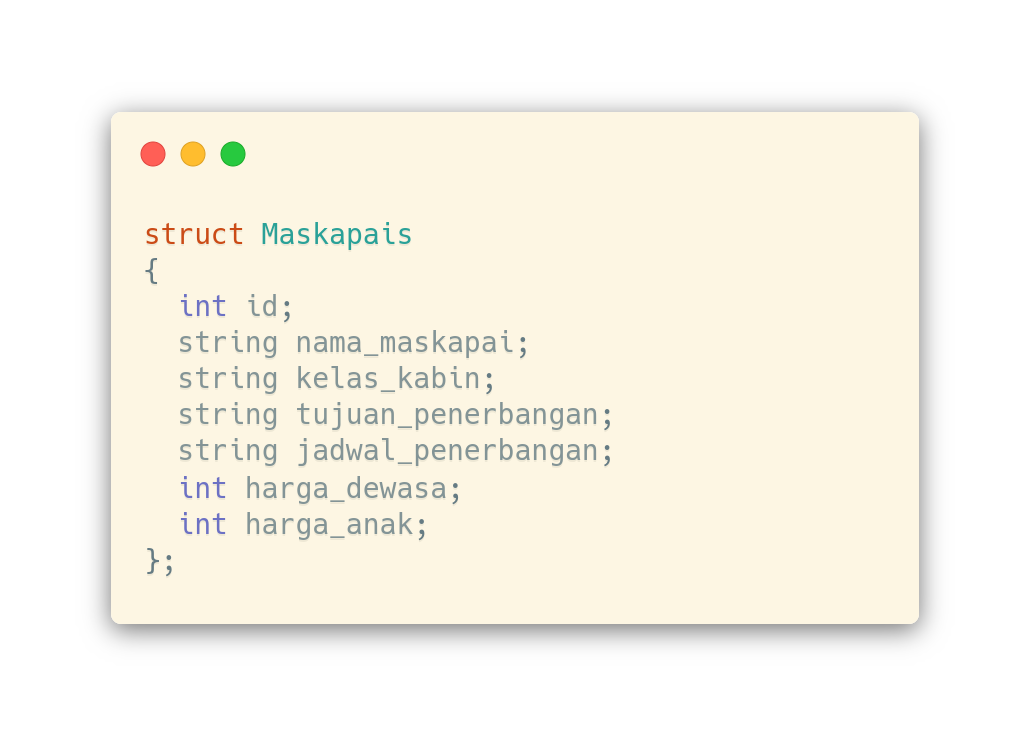 struct Maskapais
{
  int id;
  string nama_maskapai;
  string kelas_kabin;
  string tujuan_penerbangan;
  string jadwal_penerbangan;
  int harga_dewasa;
  int harga_anak;
};